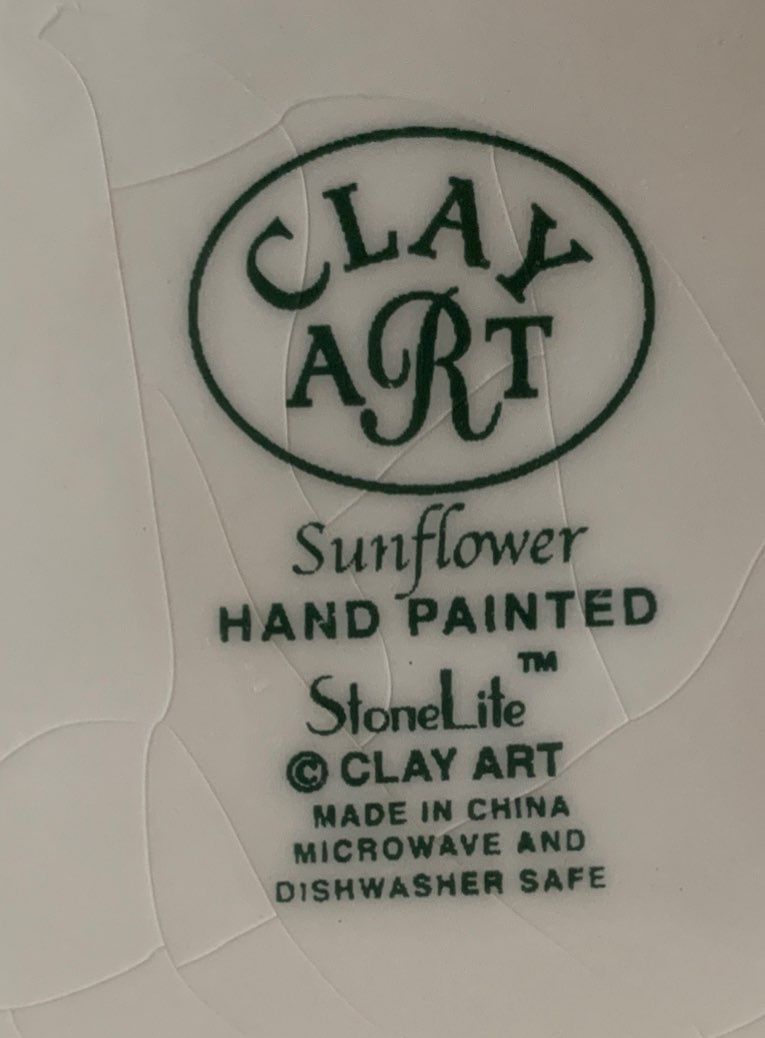 CLAY
ART
Sunflower
HAND PAINTED
StoneLite™
© CLAY ART
MADE IN CHINA
MICROWAVE AND
DISHWASHER SAFE